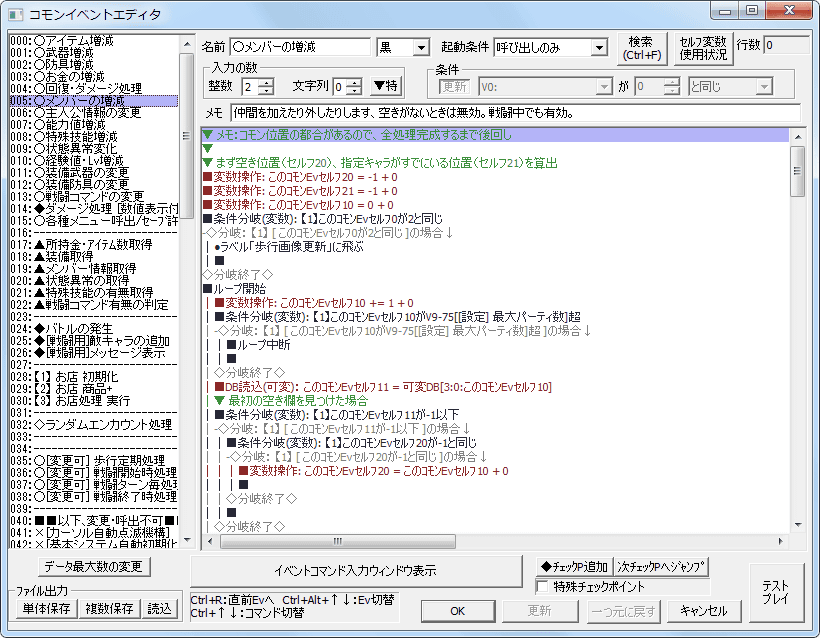 コモンイベントエディタ
000:○アイテム増減
001:○武器増減
002:○防具増減
003:○お金の増減
004:○回復・ダメージ処理
005:○メンバーの増減
006:○主人公情報の変更
007:○能力値増減
008:○特殊技能増減
009:○状態異常変化
010:○経験値・Lv増減
011:○装備武器の変更
012:○装備防具の変更
013:○戦闘コマンドの変更
014:◆ダメージ処理 [数値表示付
015:○各種メニュー呼出/セーブ許
016:-----------------------
017:▲所持金・アイテム数取得
018:▲装備取得
019:▲メンバー情報取得
020:▲状態異常の取得
021:▲特殊技能の有無取得
022:▲戦闘コマンド有無の判定
023:-----------------------
024:◆バトルの発生
025:◆[戦闘用]敵キャラの追加
026:◆[戦闘用]メッセージ表示
027:-----------------------
028:【1】お店 初期化
029:【2】お店 商品+
030:【3】お店処理 実行
031:-----------------------
032:◇ランダムエンカウント処理
033:-----------------------
034:-----------------------
035:○[変更可] 歩行定期処理
036:○[変更可] 戦闘開始時処理
037:○[変更可] 戦闘ターン毎処理
038:○[変更可] 戦闘終了時処理
039:-----------------------
040:■■以下、変更・呼出不可■
041:×[カーソル自動点滅機構]
042:×[基本システム自動初期化
データ最大数の変更
ファイル出力
単体保存 複数保存 読込
名前 ○メンバーの増減 黒 起動条件 呼び出しのみ 検索 (Ctrl+F) セルフ変数 使用状況 行数 0
入力の数
整数 2 文字列 0 ▼特
条件
更新 V0: が 0 と同じ
メモ 仲間を加えたり外したりします、空きがないときは無効。戦闘中でも有効。
▼ メモ:コモン位置の都合があるので、全処理完成するまで後回し
▼
▼ まず空き位置(セルフ20)、指定キャラがすでにいる位置(セルフ21)を算出
■変数操作: このコモンEvセルフ20 = -1 + 0
■変数操作: このコモンEvセルフ21 = -1 + 0
■変数操作: このコモンEvセルフ10 = 0 + 0
■条件分岐(変数): 【1】このコモンEvセルフ0が2と同じ
-◇分岐: 【1】 [ このコモンEvセルフ0が2と同じ ]の場合↓
|●ラベル「歩行画像更新」に飛ぶ
|■
◇分岐終了◇
■ループ開始
|■変数操作: このコモンEvセルフ10 += 1 + 0
|■条件分岐(変数): 【1】このコモンEvセルフ10がV9-75[[設定] 最大パーティ数]超
|-◇分岐: 【1】 [ このコモンEvセルフ10がV9-75[[設定] 最大パーティ数]超 ]の場合↓
| |■ループ中断
| |■
|◇分岐終了◇
|■DB読込(可変): このコモンEvセルフ11 = 可変DB[3:0:このコモンEvセルフ10]
|▼ 最初の空き欄を見つけた場合
|■条件分岐(変数): 【1】このコモンEvセルフ11が-1以下
|-◇分岐: 【1】 [ このコモンEvセルフ11が-1以下 ]の場合↓
| |■条件分岐(変数): 【1】このコモンEvセルフ20が-1と同じ
| |-◇分岐: 【1】 [ このコモンEvセルフ20が-1と同じ ]の場合↓
| | |■変数操作: このコモンEvセルフ20 = このコモンEvセルフ10 + 0
| | |■
| |◇分岐終了◇
| |■
|◇分岐終了◇
イベントコマンド入力ウィンドウ表示
◆チェックP追加 次チェックPへジャンプ
特殊チェックポイント
Ctrl+R:直前Evへ Ctrl+Alt+↑↓:Ev切替
Ctrl+↑↓:コマンド切替
OK 更新 一つ元に戻す キャンセル
テスト
プレイ